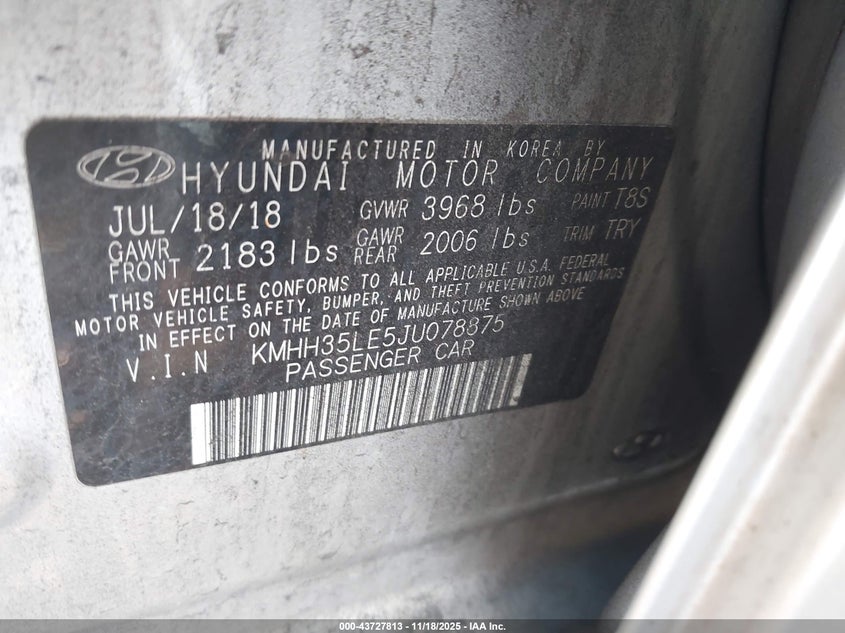 MANUFACTURED IN KOREA BY
HYUNDAI MOTOR COMPANY
JUL/18/18 GVWR 3968 lbs PAINT T8S
GAWR FRONT 2183 lbs GAWR REAR 2006 lbs TRIM TRY
THIS VEHICLE CONFORMS TO ALL APPLICABLE U.S.A. FEDERAL
MOTOR VEHICLE SAFETY, BUMPER, AND THEFT PREVENTION STANDARDS
IN EFFECT ON THE DATE OF MANUFACTURE SHOWN ABOVE
V.I.N KMHH35LE5JU078875
PASSENGER CAR
000-43727813 - 11/18/2025 - IAA Inc.